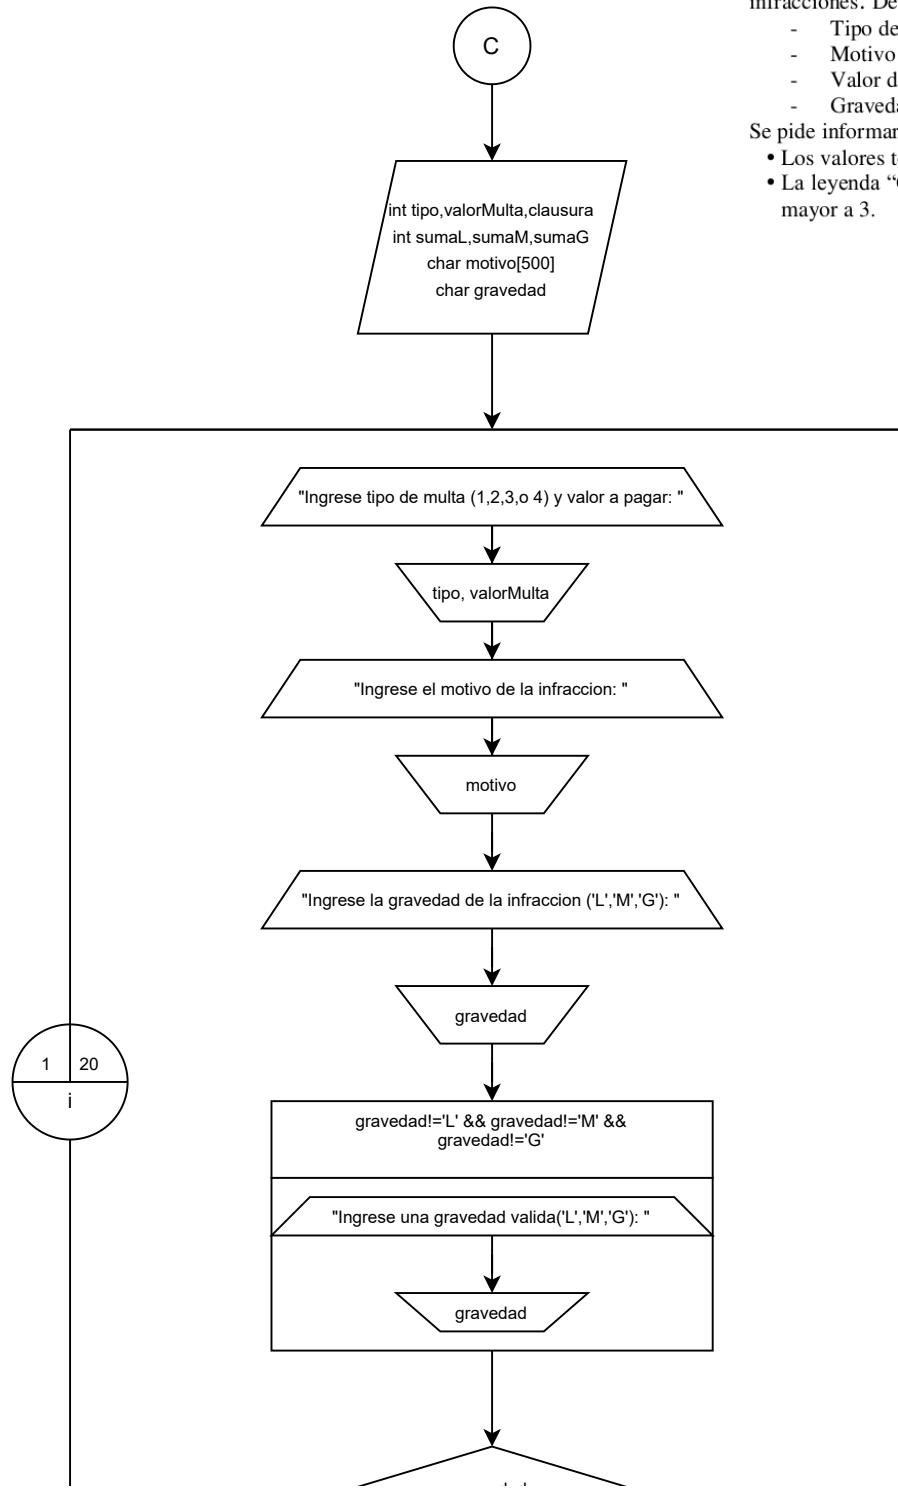 C
infracciones. De
- Tipo de
- Motivo
- Valor d
- Graveda
Se pide informar
• Los valores t
• La leyenda “
mayor a 3.
int tipo,valorMulta,clausura
int sumaL,sumaM,sumaG
char motivo[500]
char gravedad
"Ingrese tipo de multa (1,2,3,o 4) y valor a pagar: "
tipo, valorMulta
"Ingrese el motivo de la infraccion: "
motivo
"Ingrese la gravedad de la infraccion ('L','M','G'): "
gravedad
1 20
i
gravedad!='L' && gravedad!='M' &&
gravedad!='G'
"Ingrese una gravedad valida('L','M','G'): "
gravedad